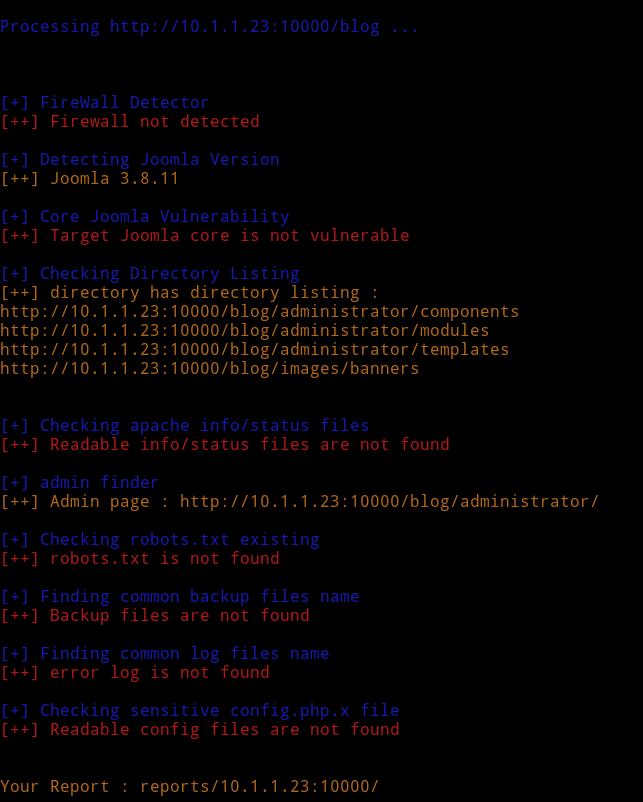 Processing http://10.1.1.23:10000/blog ...
[+] FireWall Detector
[++] Firewall not detected
[+] Detecting Joomla Version
[++] Joomla 3.8.11
[+] Core Joomla Vulnerability
[++] Target Joomla core is not vulnerable
[+] Checking Directory Listing
[++] directory has directory listing :
http://10.1.1.23:10000/blog/administrator/components
http://10.1.1.23:10000/blog/administrator/modules
http://10.1.1.23:10000/blog/administrator/templates
http://10.1.1.23:10000/blog/images/banners
[+] Checking apache info/status files
[++] Readable info/status files are not found
[+] admin finder
[++] Admin page : http://10.1.1.23:10000/blog/administrator/
[+] Checking robots.txt existing
[++] robots.txt is not found
[+] Finding common backup files name
[++] Backup files are not found
[+] Finding common log files name
[++] error log is not found
[+] Checking sensitive config.php.x file
[++] Readable config files are not found
Your Report : reports/10.1.1.23:10000/